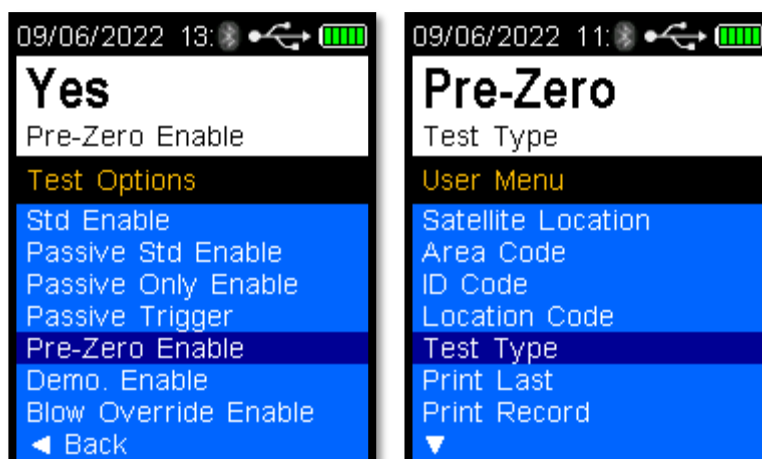 09/06/2022 13:
Yes
Pre-Zero Enable
Test Options
Std Enable
Passive Std Enable
Passive Only Enable
Passive Trigger
Pre-Zero Enable
Demo. Enable
Blow Override Enable
◄ Back
09/06/2022 11:
Pre-Zero
Test Type
User Menu
Satellite Location
Area Code
ID Code
Location Code
Test Type
Print Last
Print Record
▼